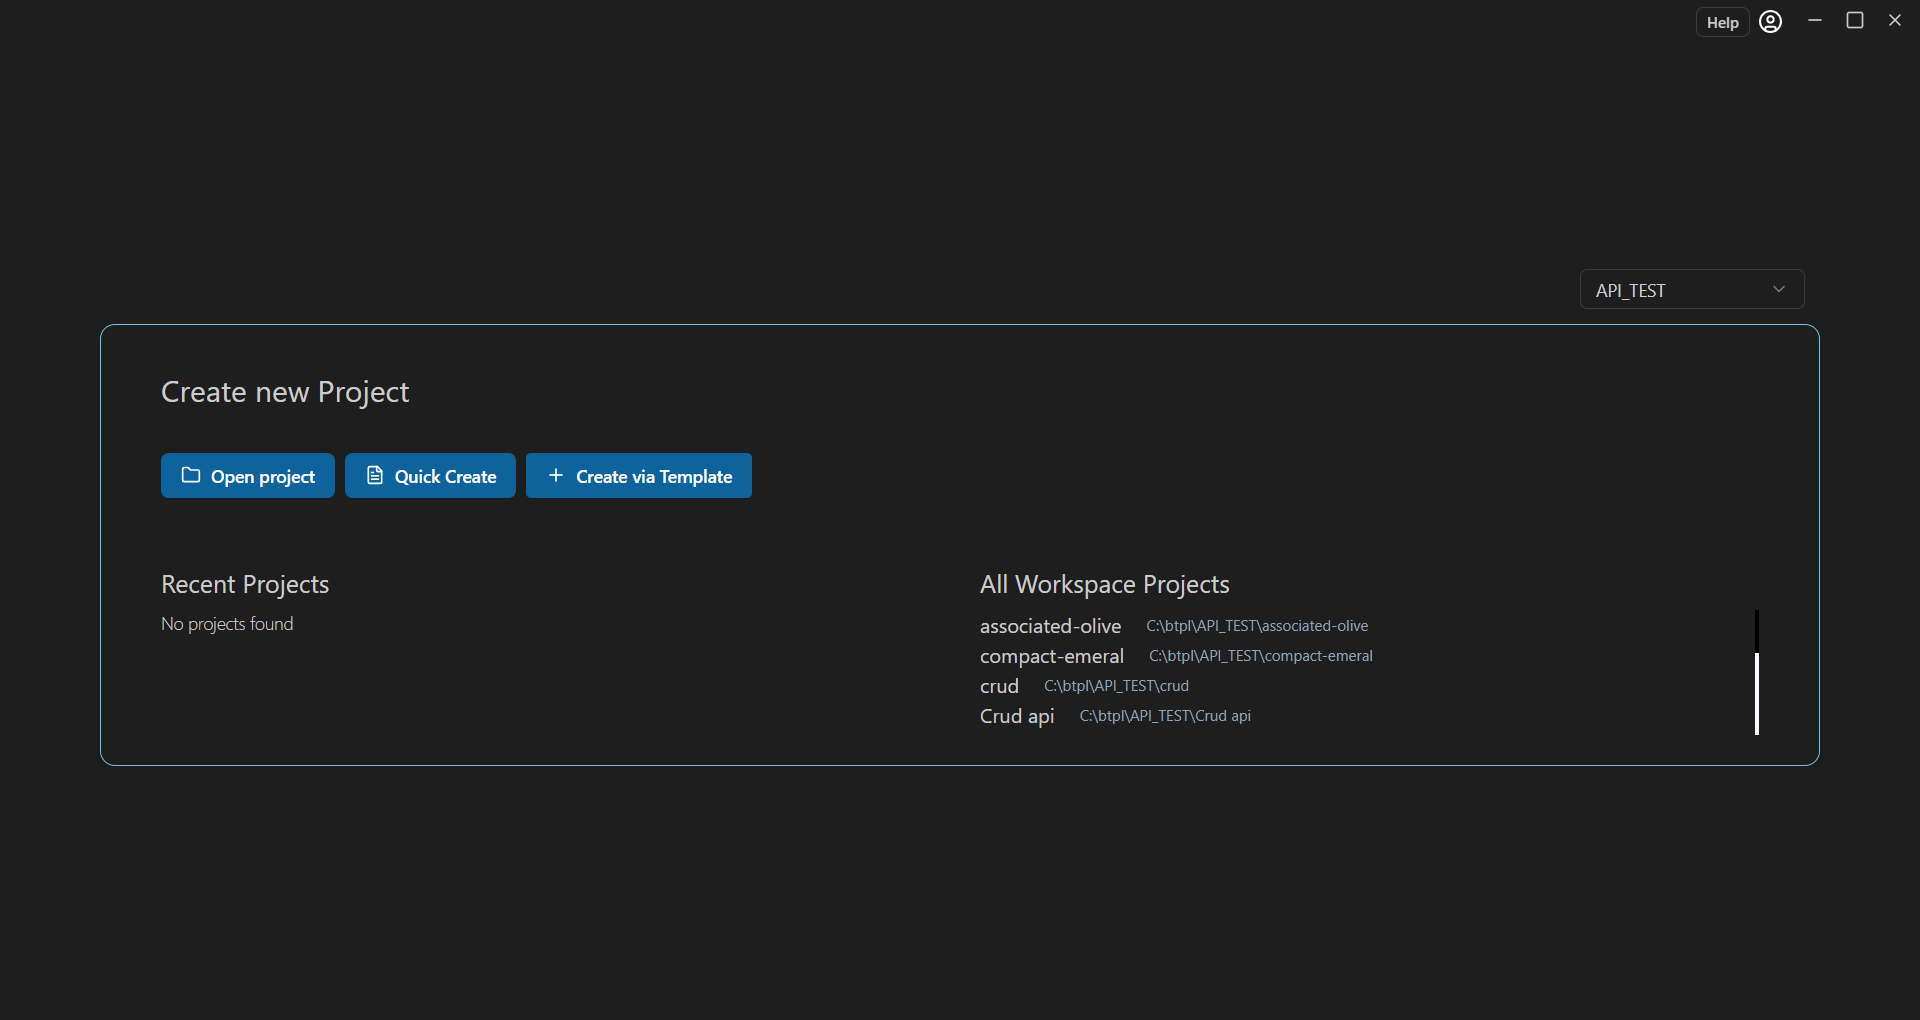 Help
API_TEST
Create new Project
Open project
Quick Create
Create via Template
Recent Projects
No projects found
All Workspace Projects
associated-olive C:\btpl\API_TEST\associated-olive
compact-emeral C:\btpl\API_TEST\compact-emeral
crud C:\btpl\API_TEST\crud
Crud api C:\btpl\API_TEST\Crud api